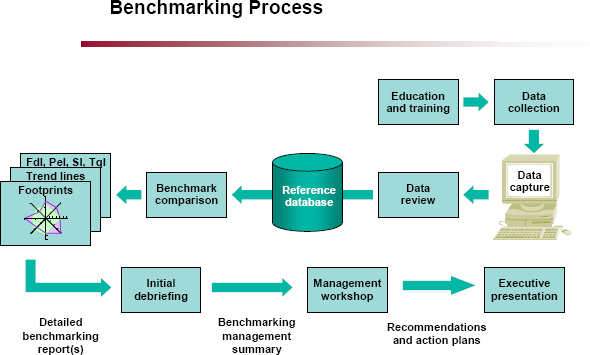 Benchmarking Process
Education
and training
Data
collection
Data
capture
Data
review
Reference
database
Benchmark
comparison
Fdl, Pel, Sl, Tgl
Trend lines
Footprints
E
Initial
debriefing
Management
workshop
Executive
presentation
Detailed
benchmarking
report(s)
Benchmarking
management
summary
Recommendations
and action plans